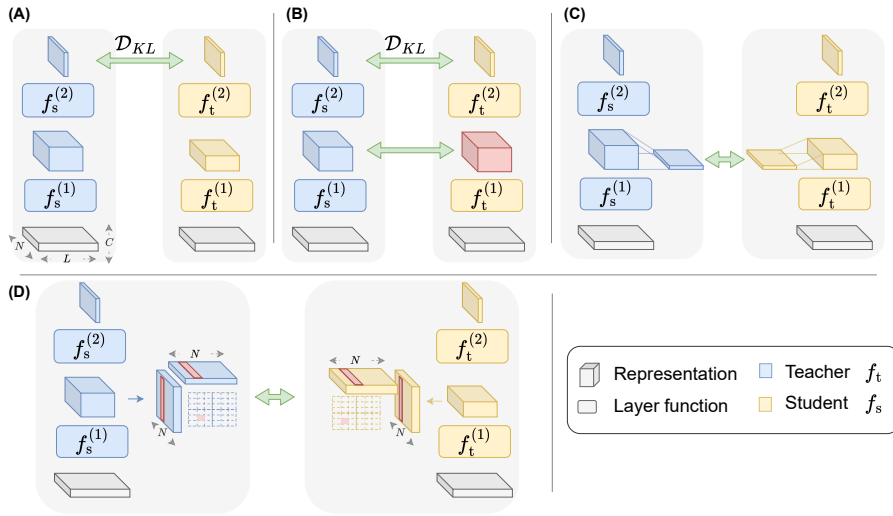 (A)
𝒟_KL
f_s^(2)
f_t^(2)
f_s^(1)
f_t^(1)
N
L
C
(B)
𝒟_KL
f_s^(2)
f_t^(2)
f_s^(1)
f_t^(1)
(C)
f_s^(2)
f_t^(2)
f_s^(1)
f_t^(1)
(D)
f_s^(2)
f_s^(1)
N
N
N
N
f_t^(2)
f_t^(1)
Representation
Layer function
Teacher f_t
Student f_s